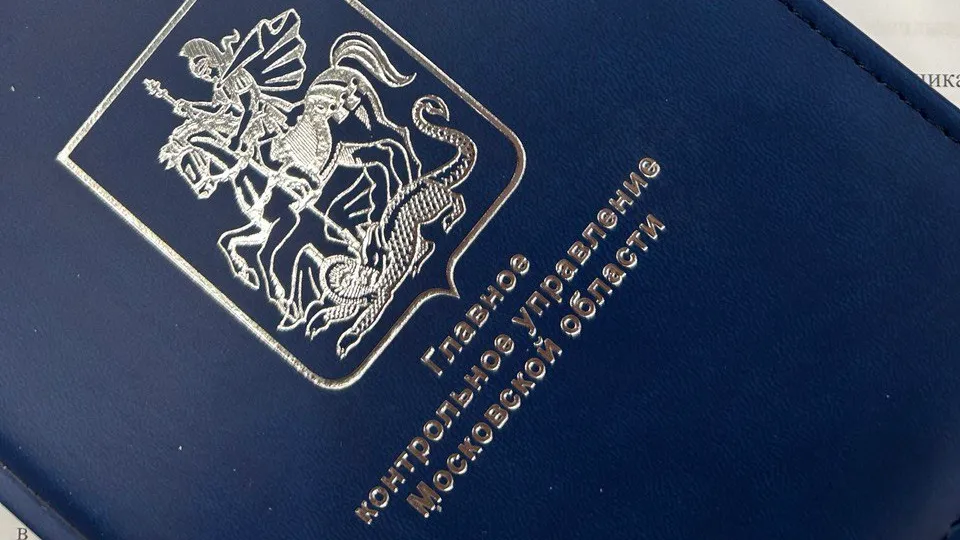 Главное
контрольное управление
Московской области
в